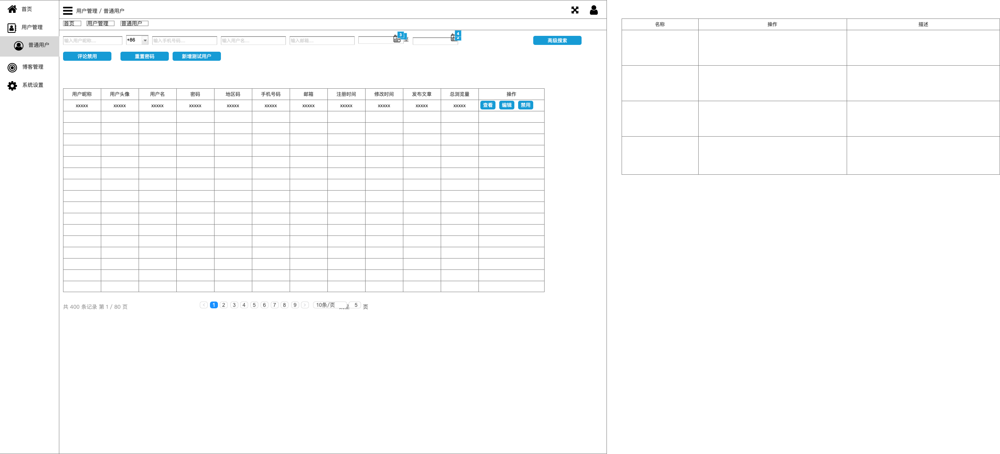 首页
用户管理
普通用户
博客管理
系统设置
用户管理 / 普通用户
首页 用户管理 普通用户
输入用户昵称.... +86 输入手机号码.... 输入用户名.... 输入邮箱.... 3 至 4 2 高级搜索
评论禁用 重置密码 新增测试用户
用户昵称 用户头像 用户名 密码 地区码 手机号码 邮箱 注册时间 修改时间 发布文章 总浏览量 操作
xxxxx xxxxx xxxxx xxxxx xxxxx xxxxx xxxxx xxxxx xxxxx xxxxx xxxxx 查看 编辑 禁用
共 400 条记录 第 1 / 80 页 < 1 2 3 4 5 6 7 8 9 > 10条/页 跳至 5 页
名称 操作 描述